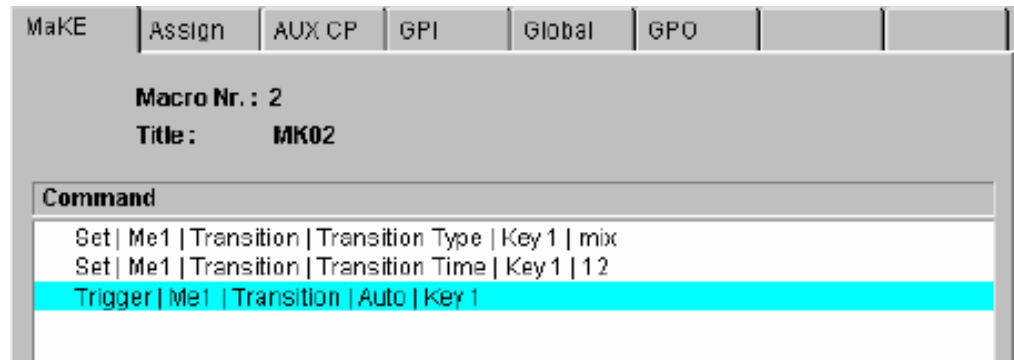 MaKE Assign AUX CP GPI Global GPO
Macro Nr. : 2
Title : MK02
Command
Set | Me1 | Transition | Transition Type | Key 1 | mix
Set | Me1 | Transition | Transition Time | Key 1 | 12
Trigger | Me1 | Transition | Auto | Key 1